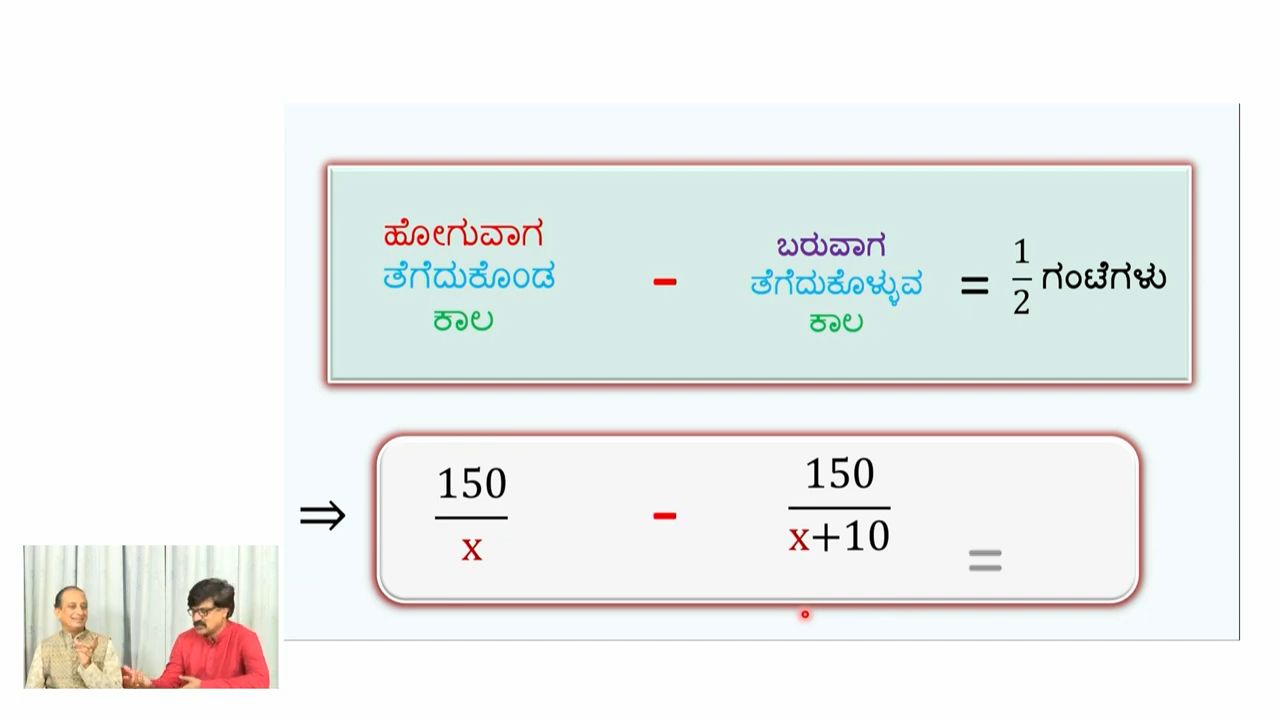 ಹೋಗುವಾಗ
ತೆಗೆದುಕೊಂಡ
ಕಾಲ
-
ಬರುವಾಗ
ತೆಗೆದುಕೊಳ್ಳುವ
ಕಾಲ
= 1/2 ಗಂಟೆಗಳು
⇒ 150/x - 150/(x+10) =